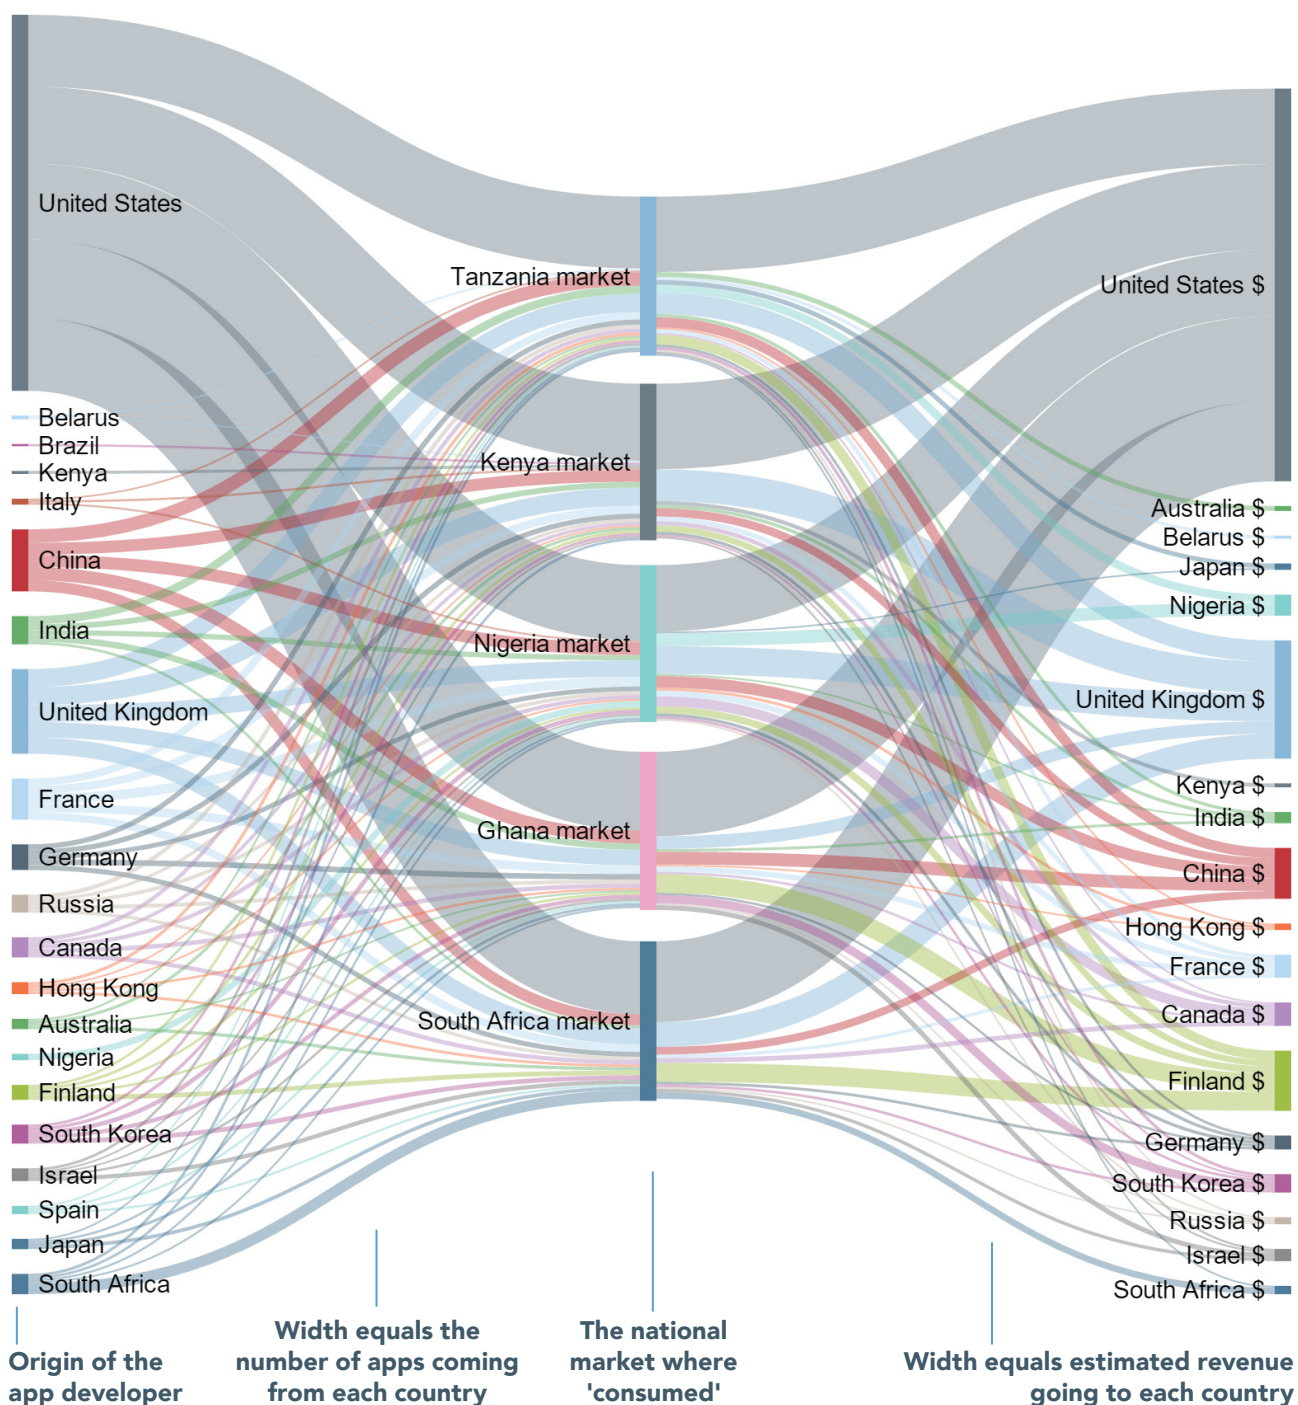 United States
Belarus
Brazil
Kenya
Italy
China
India
United Kingdom
France
Germany
Russia
Canada
Hong Kong
Australia
Nigeria
Finland
South Korea
Israel
Spain
Japan
South Africa
Tanzania market
Kenya market
Nigeria market
Ghana market
South Africa market
United States $
Australia $
Belarus $
Japan $
Nigeria $
United Kingdom $
Kenya $
India $
China $
Hong Kong $
France $
Canada $
Finland $
Germany $
South Korea $
Russia $
Israel $
South Africa $
Origin of the
app developer
Width equals the
number of apps coming
from each country
The national
market where
'consumed'
Width equals estimated revenue
going to each country